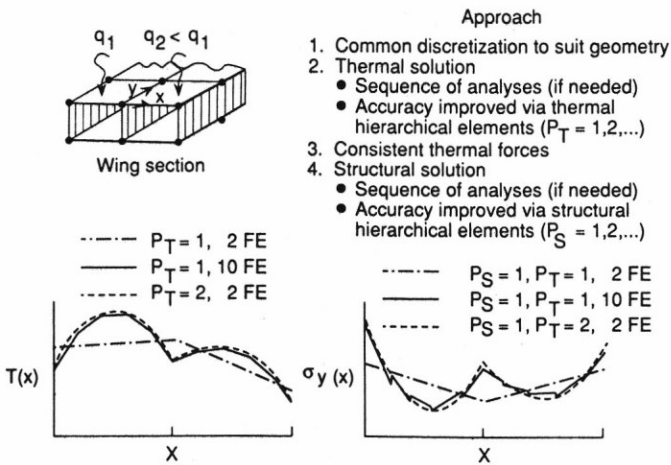 q1
q2 < q1
y
x
Wing section
Approach
1. Common discretization to suit geometry
2. Thermal solution
● Sequence of analyses (if needed)
● Accuracy improved via thermal
hierarchical elements (PT = 1,2,...)
3. Consistent thermal forces
4. Structural solution
● Sequence of analyses (if needed)
● Accuracy improved via structural
hierarchical elements (PS = 1,2,...)
PT = 1, 2 FE
PT = 1, 10 FE
PT = 2, 2 FE
T(x)
X
PS = 1, PT = 1, 2 FE
PS = 1, PT = 1, 10 FE
PS = 1, PT = 2, 2 FE
σy (x)
X